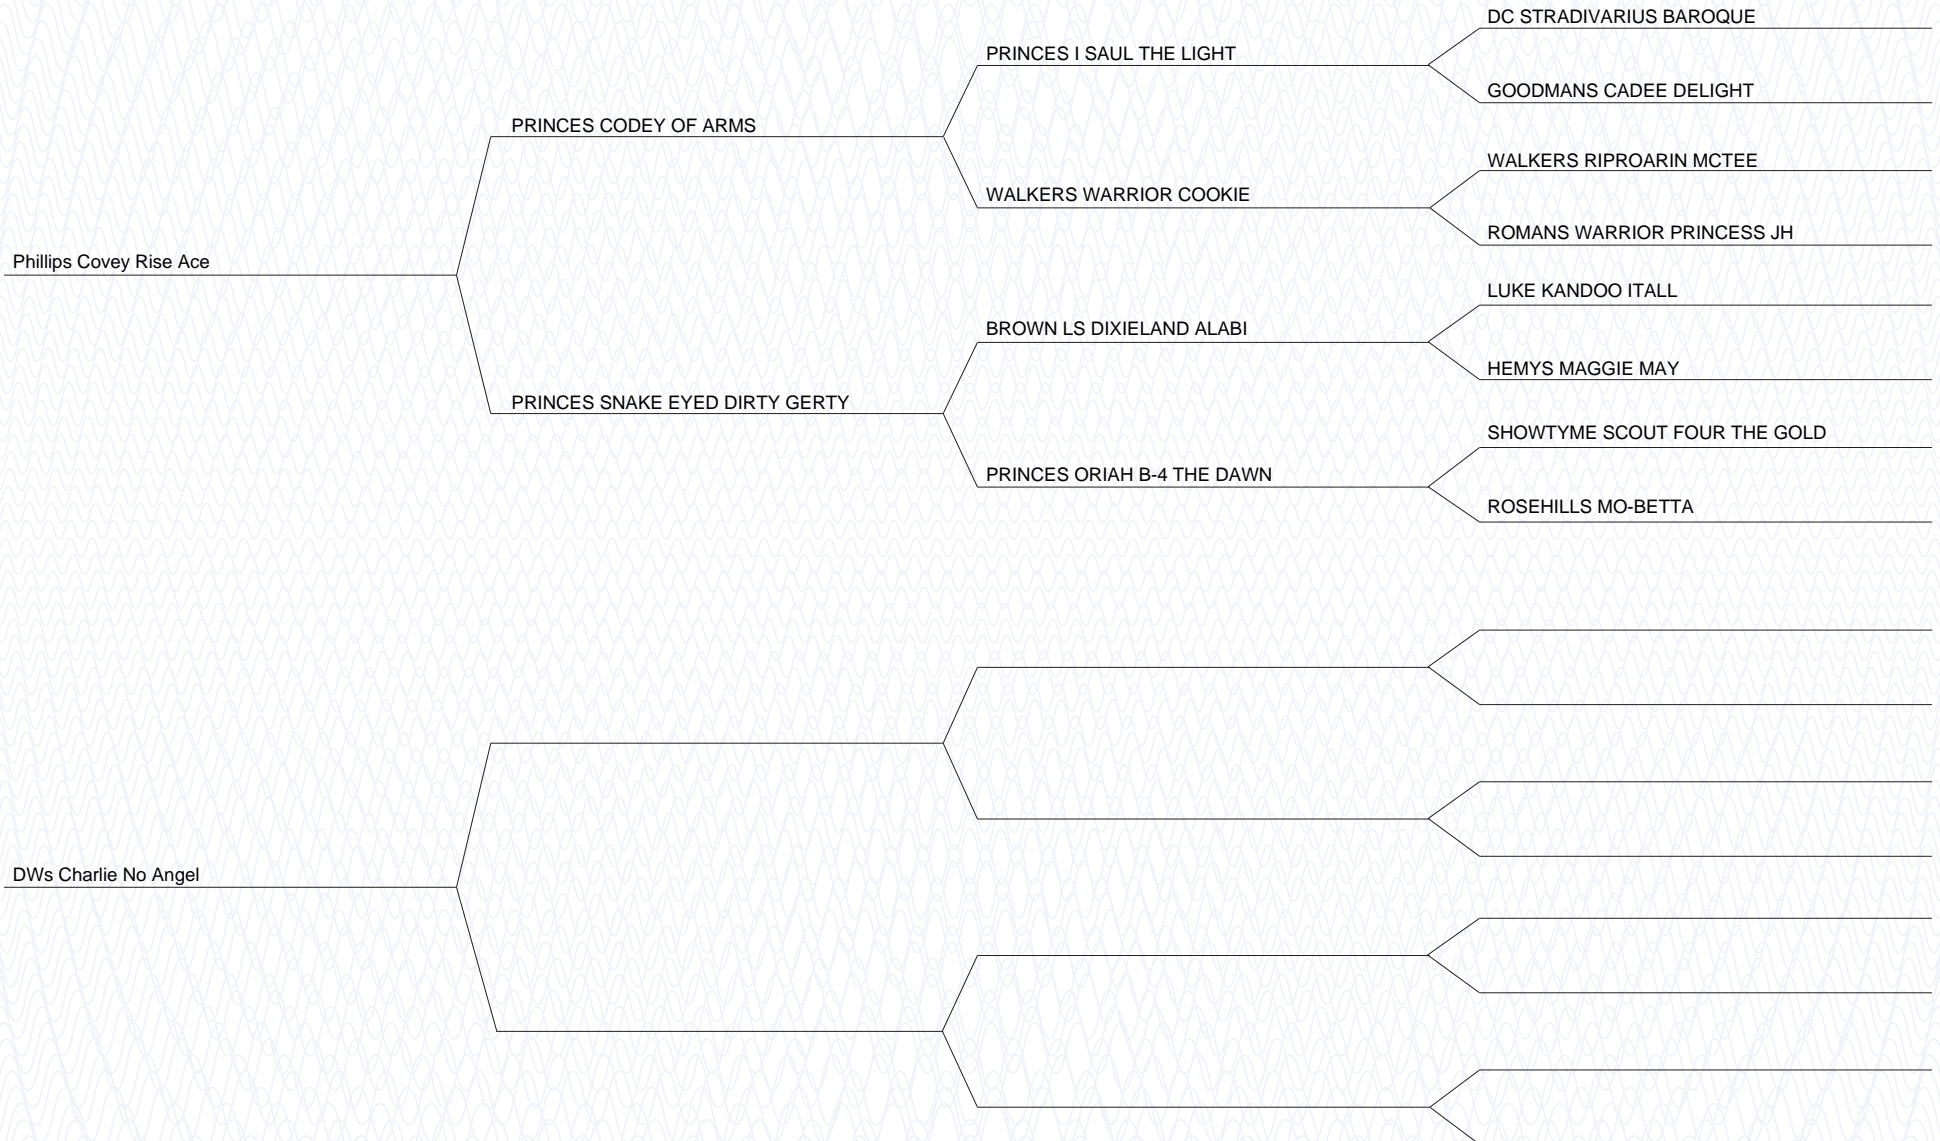 DC STRADIVARIUS BAROQUE
PRINCES I SAUL THE LIGHT
GOODMANS CADEE DELIGHT
PRINCES CODEY OF ARMS
WALKERS RIPROARIN MCTEE
WALKERS WARRIOR COOKIE
ROMANS WARRIOR PRINCESS JH
Phillips Covey Rise Ace
LUKE KANDOO ITALL
BROWN LS DIXIELAND ALABI
HEMYS MAGGIE MAY
PRINCES SNAKE EYED DIRTY GERTY
SHOWTYME SCOUT FOUR THE GOLD
PRINCES ORIAH B-4 THE DAWN
ROSEHILLS MO-BETTA
DWs Charlie No Angel